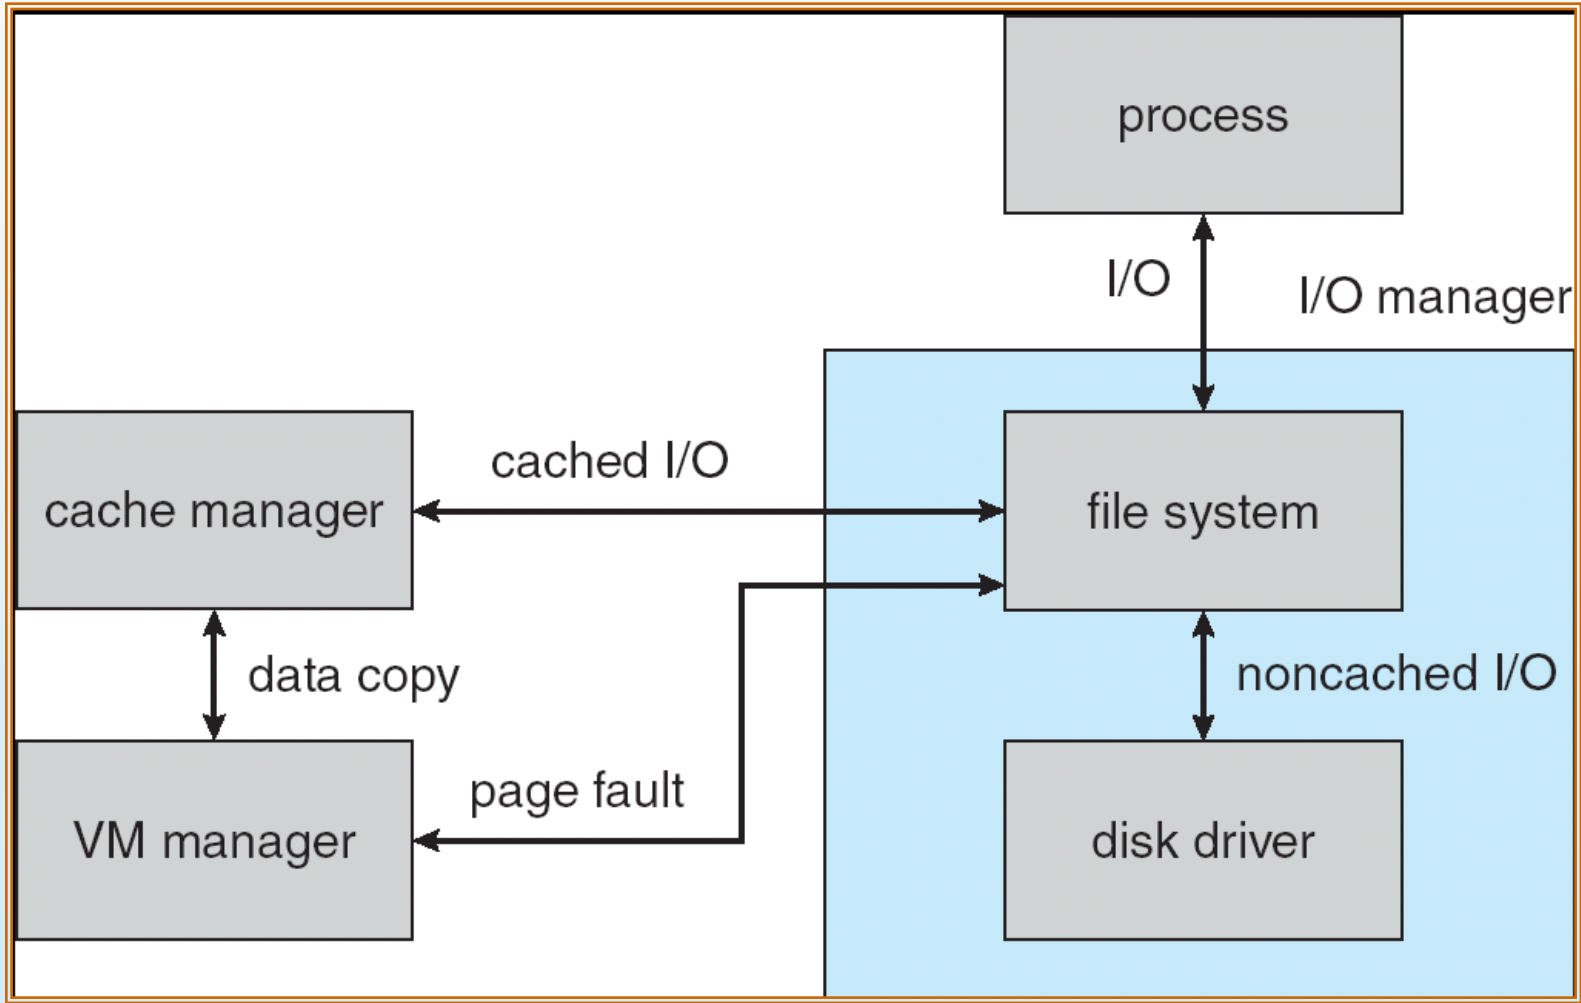 process
I/O
I/O manager
cached I/O
cache manager
file system
data copy
noncached I/O
page fault
VM manager
disk driver